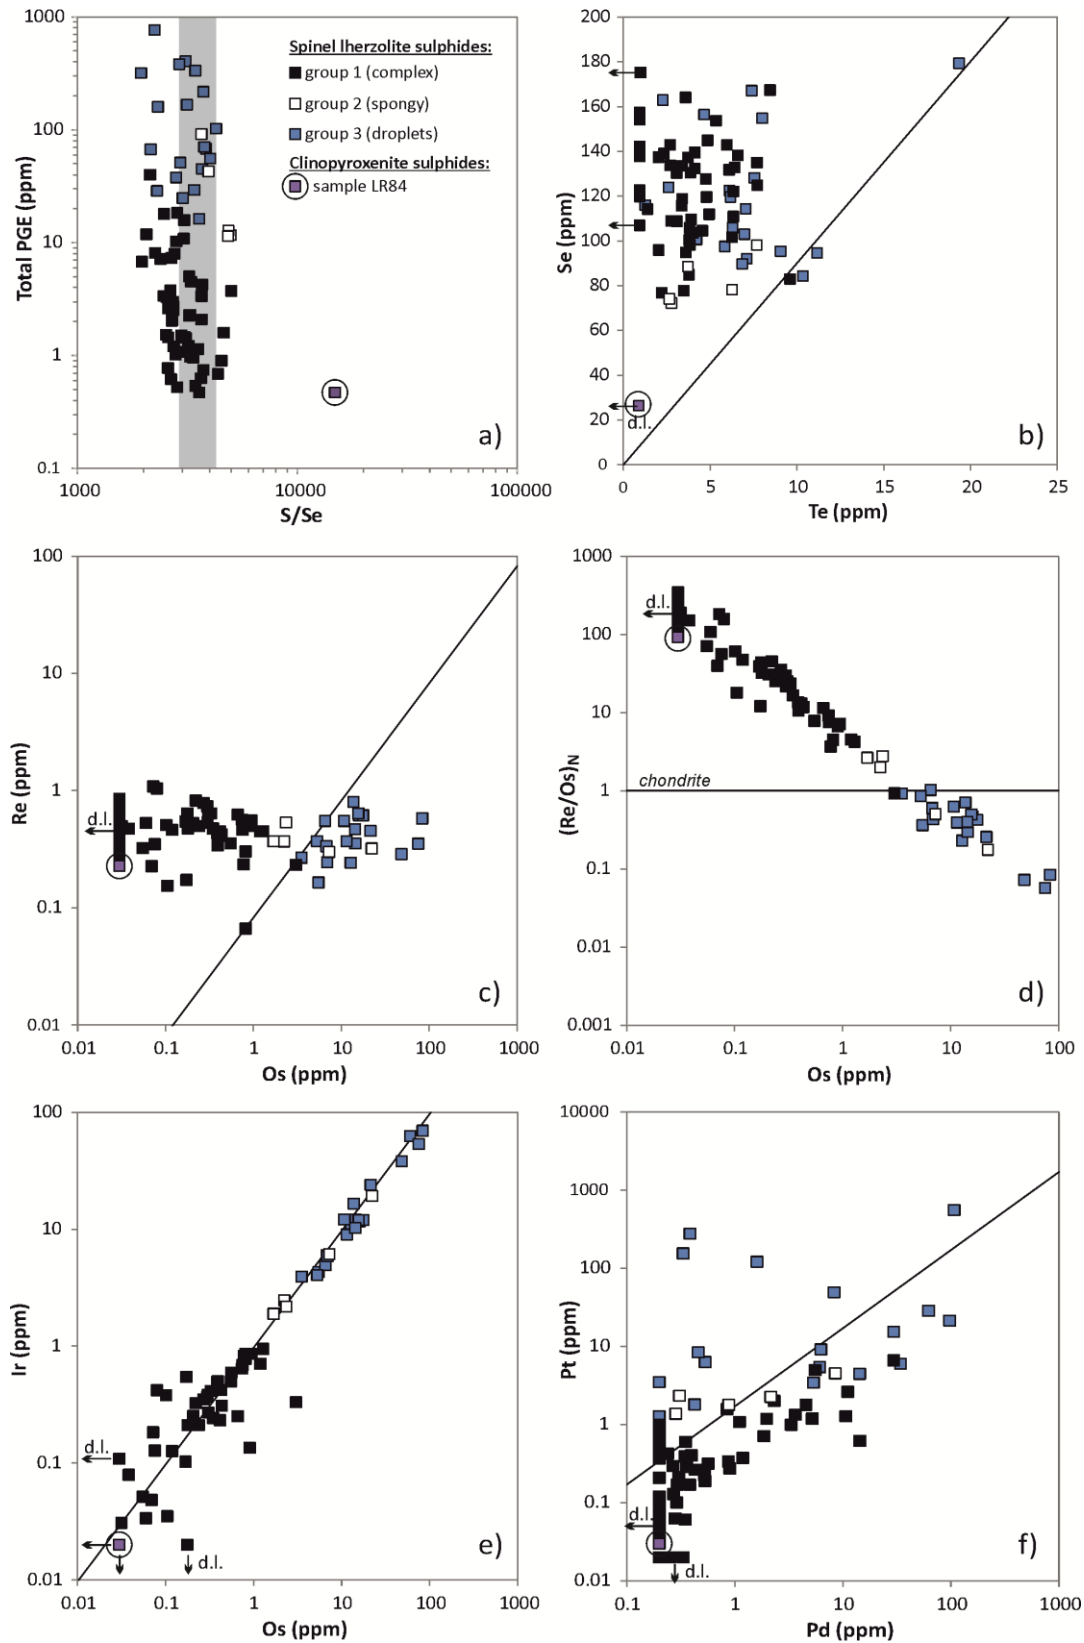 1000
100
10
1
0.1
Total PGE (ppm)
Spinel lherzolite sulphides:
group 1 (complex)
group 2 (spongy)
group 3 (droplets)
Clinopyroxenite sulphides:
sample LR84
a)
1000 10000 100000
S/Se
200
180
160
140
120
100
80
60
40
20
0
Se (ppm)
d.l.
b)
0 5 10 15 20 25
Te (ppm)
100
10
1
0.1
0.01
Re (ppm)
d.l.
c)
0.01 0.1 1 10 100 1000
Os (ppm)
1000
100
10
1
0.1
0.01
0.001
(Re/Os)N
d.l.
chondrite
d)
0.01 0.1 1 10 100
Os (ppm)
100
10
1
0.1
0.01
Ir (ppm)
d.l.
d.l.
e)
0.01 0.1 1 10 100 1000
Os (ppm)
10000
1000
100
10
1
0.1
0.01
Pt (ppm)
d.l.
d.l.
f)
0.1 1 10 100 1000
Pd (ppm)